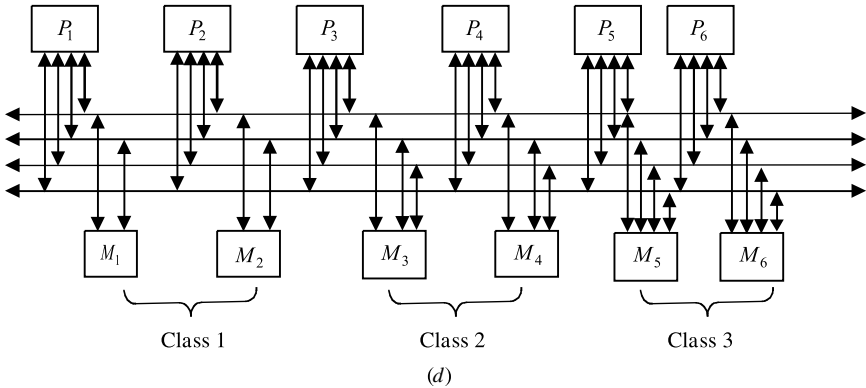 P1 P2 P3 P4 P5 P6
M1 M2 M3 M4 M5 M6
Class 1 Class 2 Class 3
(d)